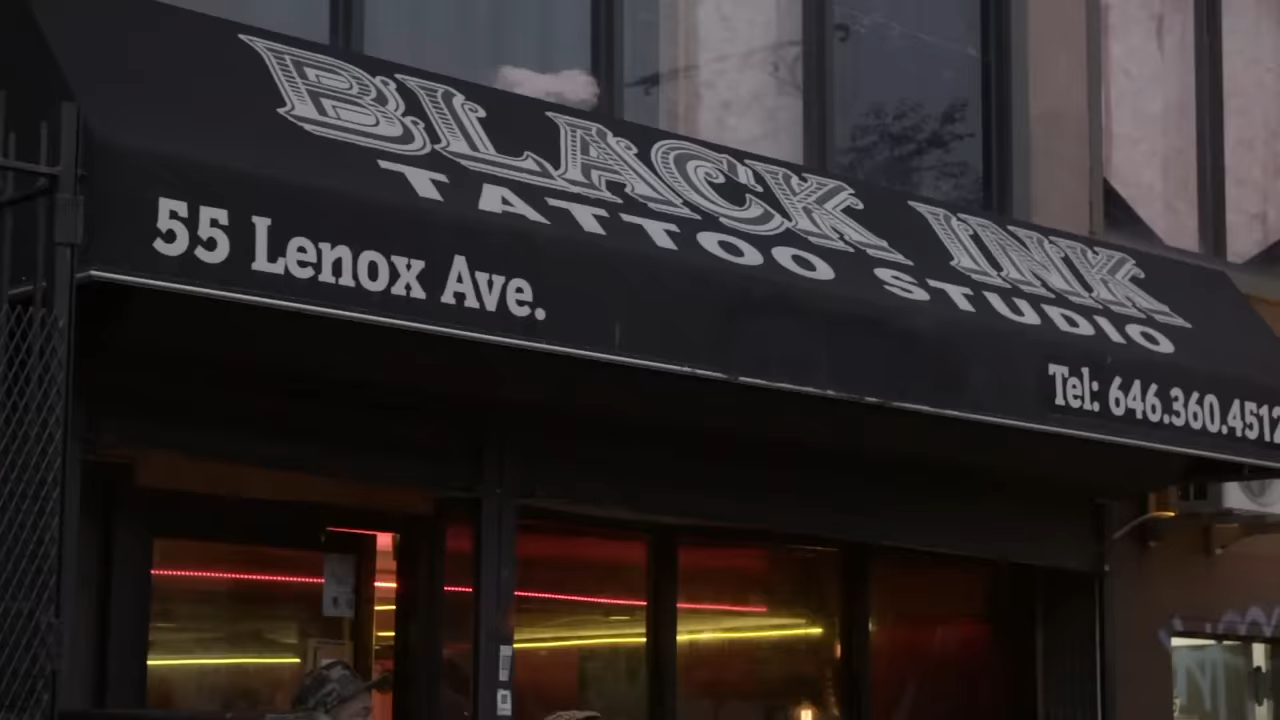 BLACK INK
TATTOO STUDIO
55 Lenox Ave.
Tel: 646.360.4512